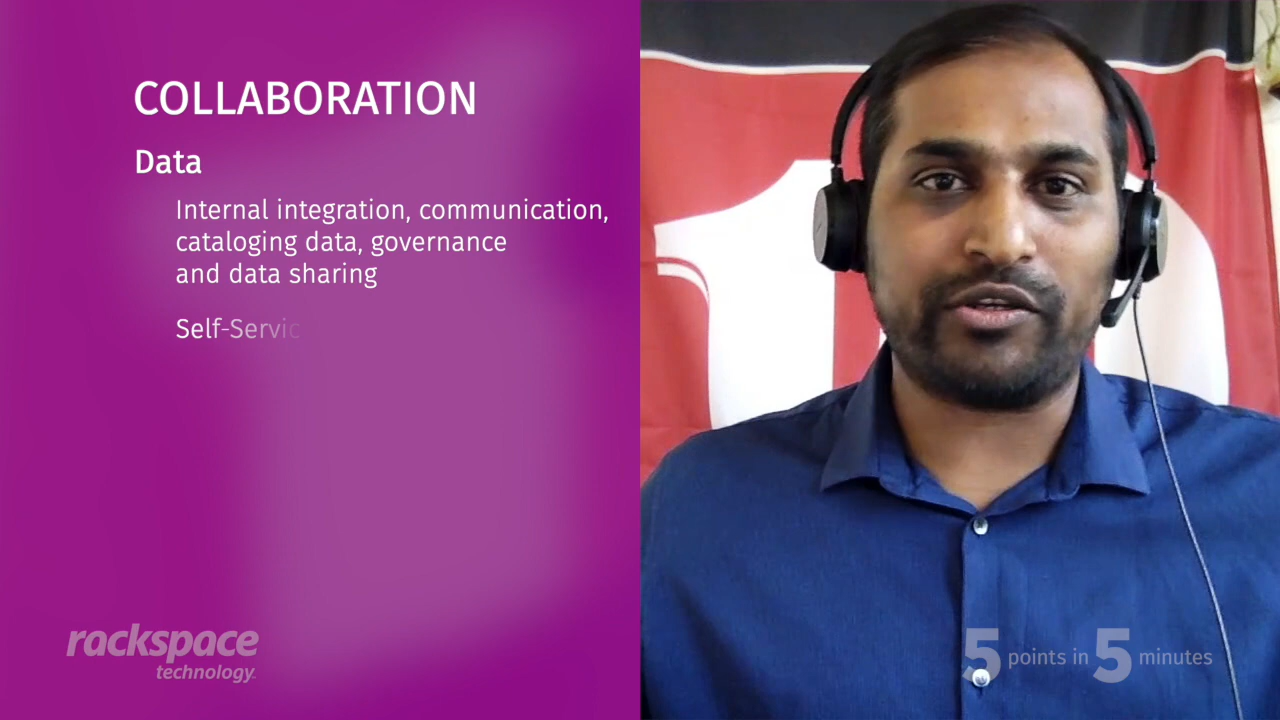 COLLABORATION
Data
Internal integration, communication,
cataloging data, governance
and data sharing
Self-Servic
rackspace
technology
5 points in 5 minutes